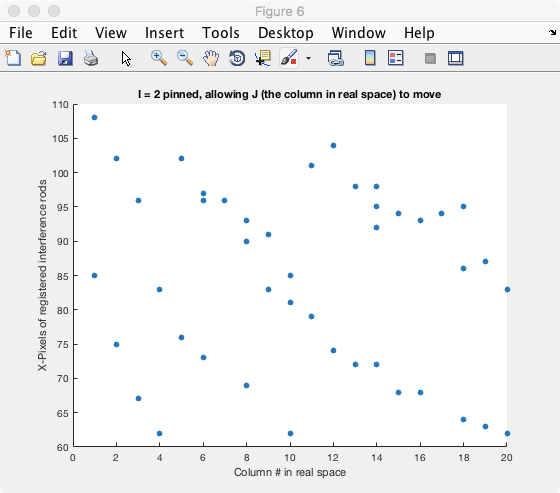 Figure 6
File Edit View Insert Tools Desktop Window Help
I = 2 pinned, allowing J (the column in real space) to move
X-Pixels of registered interference rods
110
105
100
95
90
85
80
75
70
65
60
0 2 4 6 8 10 12 14 16 18 20
Column # in real space